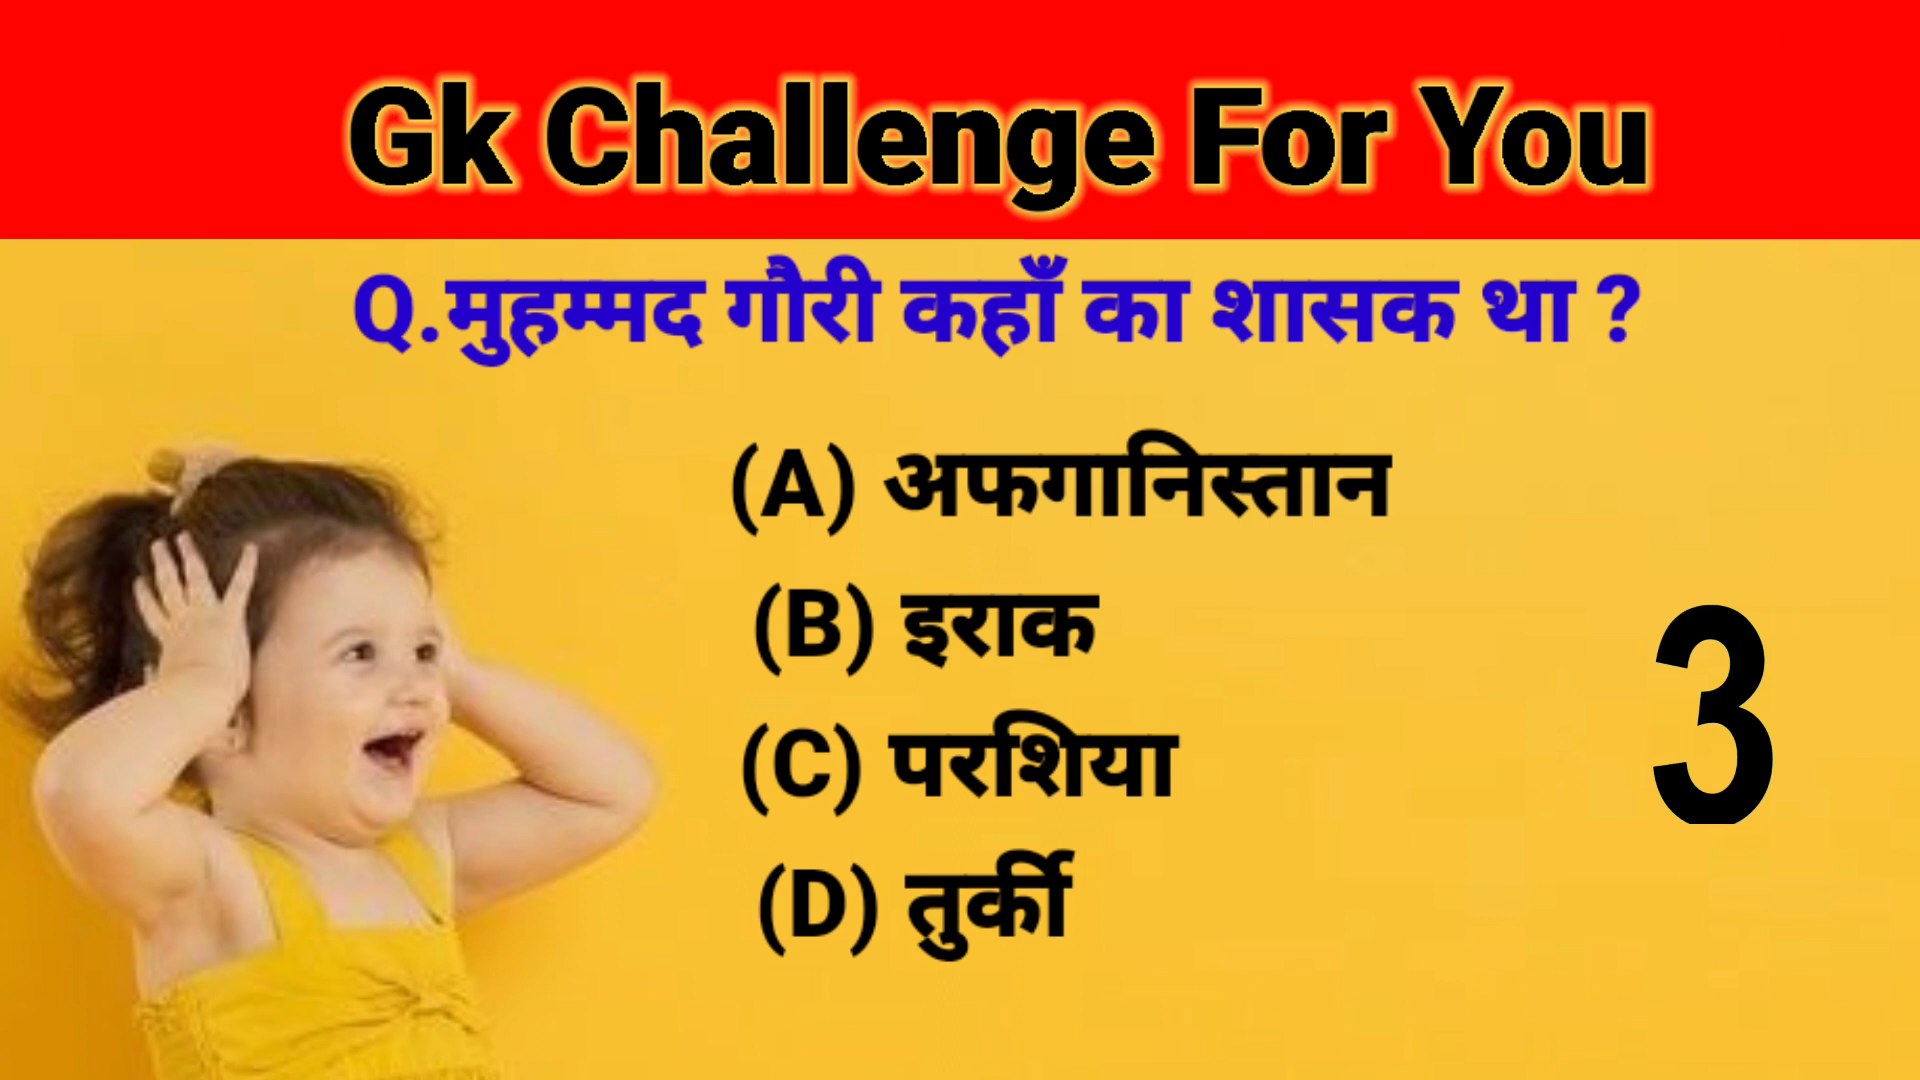 Gk Challenge For You
Q.मुहम्मद गौरी कहाँ का शासक था ?
(A) अफगानिस्तान
(B) इराक
(C) परशिया
(D) तुर्की
3